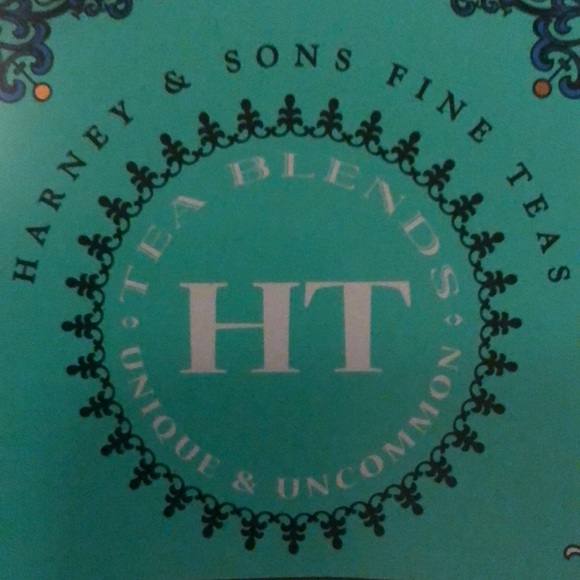 HARNEY & SONS FINE TEAS
TEA BLENDS
HT
UNIQUE & UNCOMMON